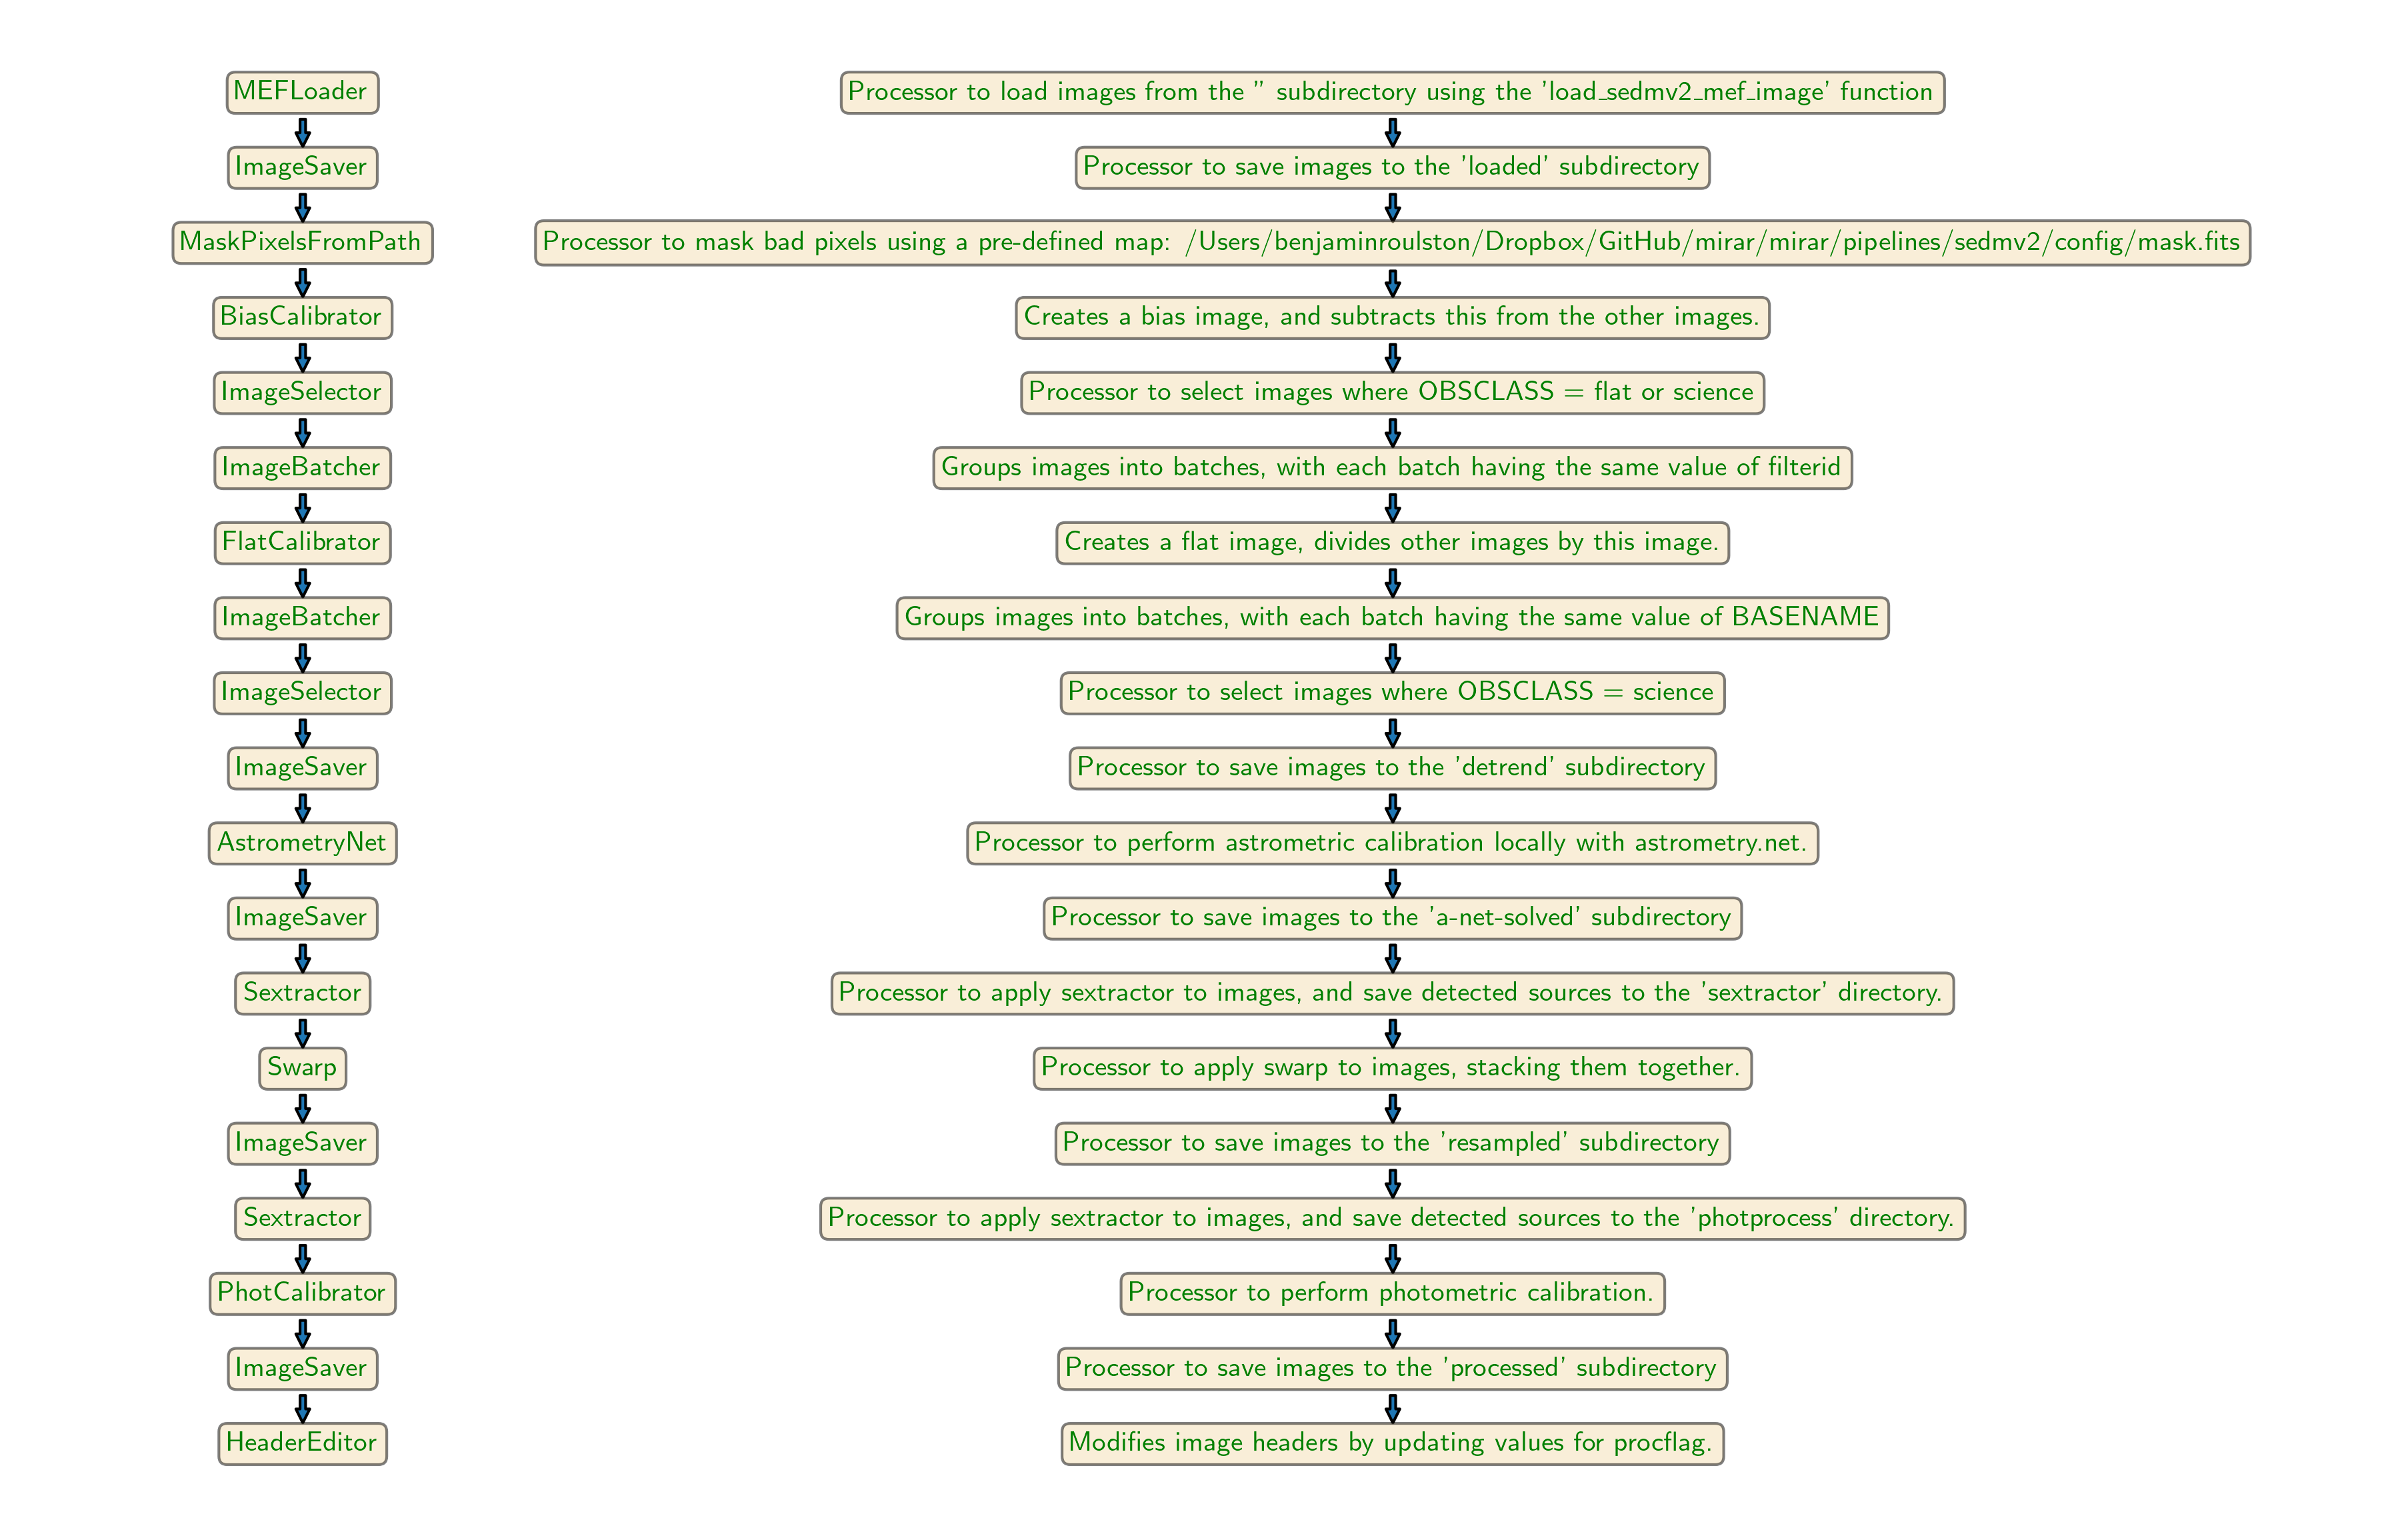 MEFLoader
Processor to load images from the ” subdirectory using the ’load_sedmv2_mef_image’ function
ImageSaver
Processor to save images to the ’loaded’ subdirectory
MaskPixelsFromPath
Processor to mask bad pixels using a pre-defined map: /Users/benjaminroulston/Dropbox/GitHub/mirar/mirar/pipelines/sedmv2/config/mask.fits
BiasCalibrator
Creates a bias image, and subtracts this from the other images.
ImageSelector
Processor to select images where OBSCLASS = flat or science
ImageBatcher
Groups images into batches, with each batch having the same value of filterid
FlatCalibrator
Creates a flat image, divides other images by this image.
ImageBatcher
Groups images into batches, with each batch having the same value of BASENAME
ImageSelector
Processor to select images where OBSCLASS = science
ImageSaver
Processor to save images to the ’detrend’ subdirectory
AstrometryNet
Processor to perform astrometric calibration locally with astrometry.net.
ImageSaver
Processor to save images to the ’a-net-solved’ subdirectory
Sextractor
Processor to apply sextractor to images, and save detected sources to the ’sextractor’ directory.
Swarp
Processor to apply swarp to images, stacking them together.
ImageSaver
Processor to save images to the ’resampled’ subdirectory
Sextractor
Processor to apply sextractor to images, and save detected sources to the ’photprocess’ directory.
PhotCalibrator
Processor to perform photometric calibration.
ImageSaver
Processor to save images to the ’processed’ subdirectory
HeaderEditor
Modifies image headers by updating values for procflag.